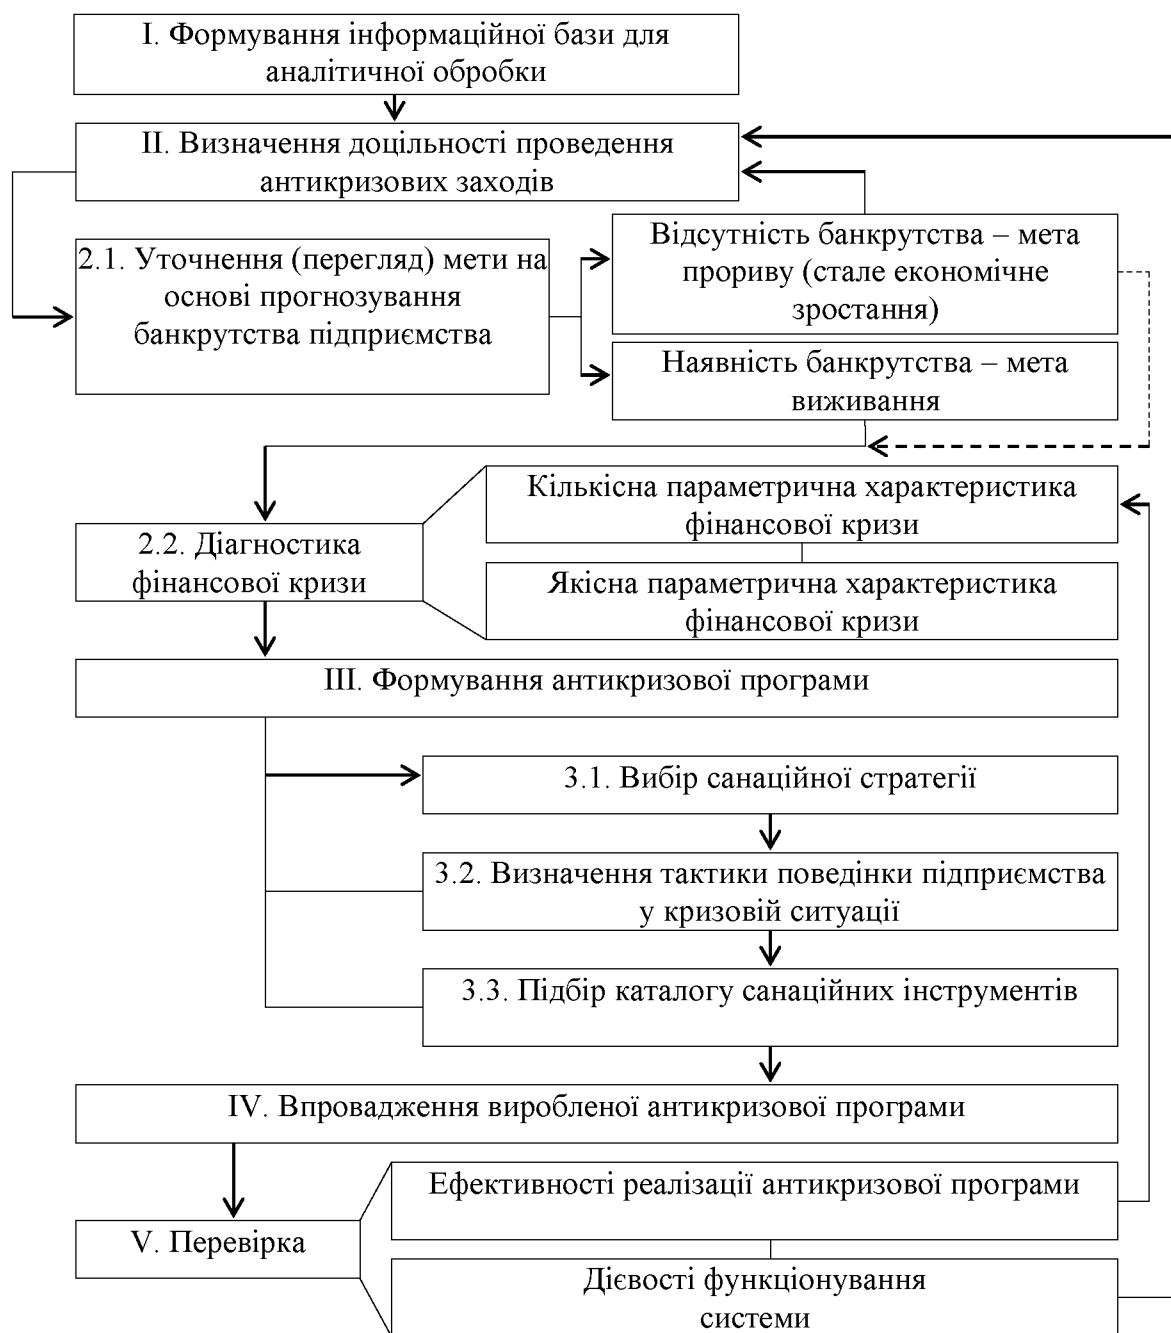 І. Формування інформаційної бази для
аналітичної обробки
ІІ. Визначення доцільності проведення
антикризових заходів
2.1. Уточнення (перегляд) мети на
основі прогнозування
банкрутства підприємства
Відсутність банкрутства – мета
прориву (стале економічне
зростання)
Наявність банкрутства – мета
виживання
2.2. Діагностика
фінансової кризи
Кількісна параметрична характеристика
фінансової кризи
Якісна параметрична характеристика
фінансової кризи
ІІІ. Формування антикризової програми
3.1. Вибір санаційної стратегії
3.2. Визначення тактики поведінки підприємства
у кризовій ситуації
3.3. Підбір каталогу санаційних інструментів
IV. Впровадження виробленої антикризової програми
V. Перевірка
Ефективності реалізації антикризової програми
Дієвості функціонування
системи